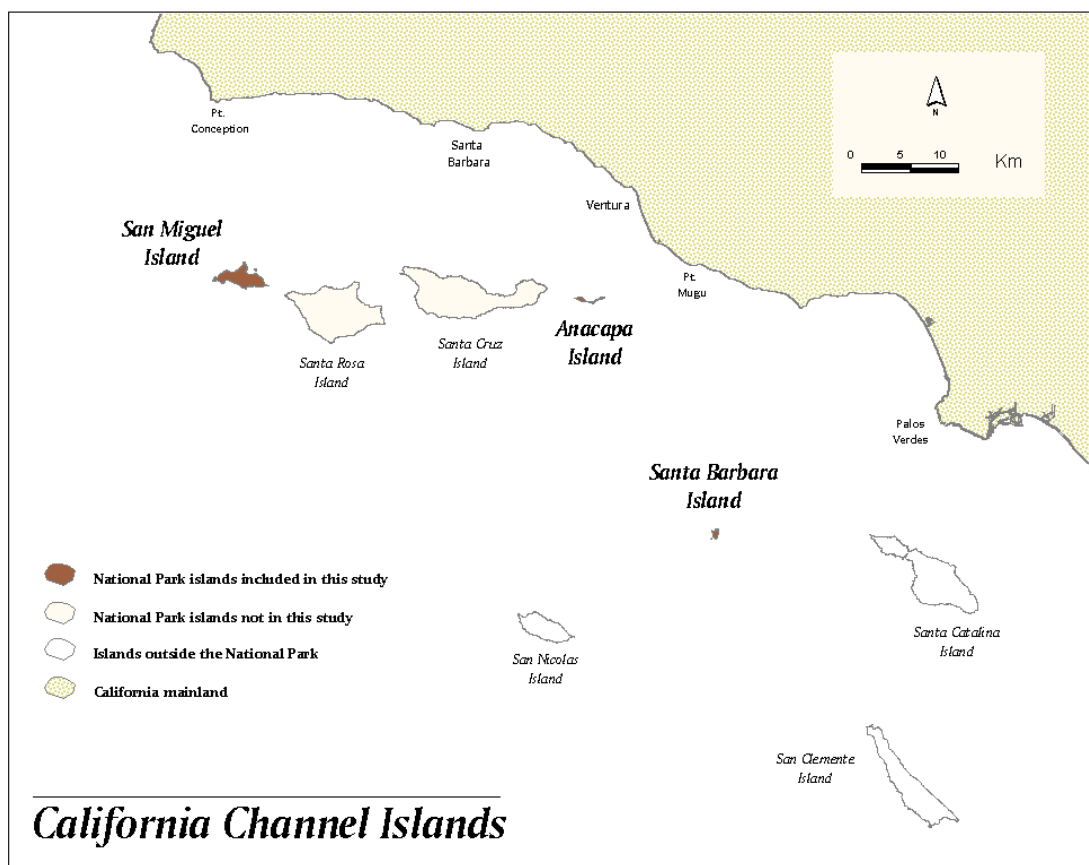 N
0 5 10
Km
Pt.
Conception
Santa
Barbara
Ventura
San Miguel
Island
Pt.
Mugu
Anacapa
Island
Santa Cruz
Island
Santa Rosa
Island
Palos
Verdes
Santa Barbara
Island
National Park islands included in this study
National Park islands not in this study
Islands outside the National Park
California mainland
Santa Catalina
Island
San Nicolas
Island
San Clemente
Island
California Channel Islands